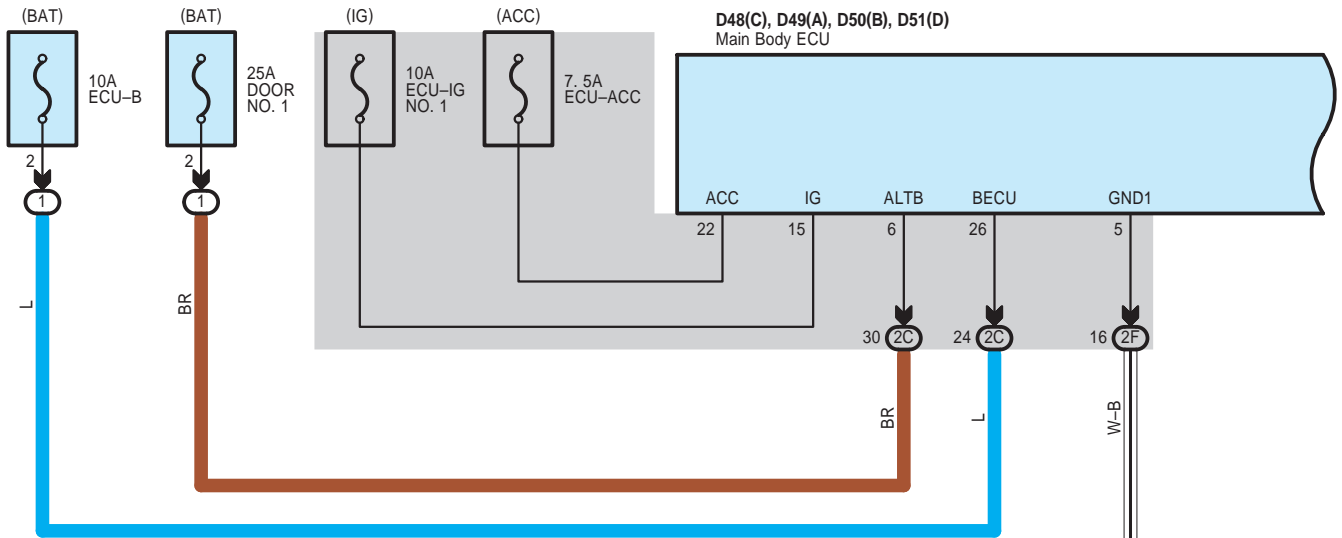 (BAT)
(BAT)
(IG)
(ACC)
D48(C), D49(A), D50(B), D51(D)
Main Body ECU
10A
ECU–B
25A
DOOR
NO. 1
10A
ECU–IG
NO. 1
7. 5A
ECU–ACC
2
2
1
1
ACC
IG
ALTB
BECU
GND1
22
15
6
26
5
L
BR
30
2C
24
2C
16
2F
BR
L
W–B